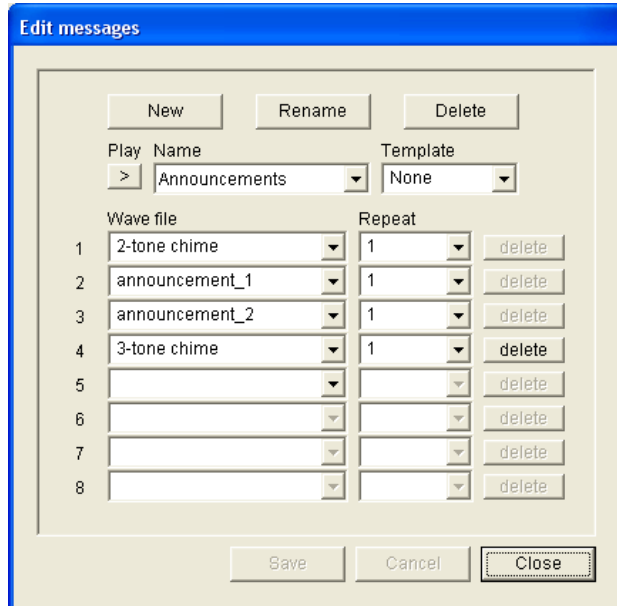 Edit messages
New Rename Delete
Play Name Template
> Announcements None
Wave file Repeat
1 2-tone chime 1 delete
2 announcement_1 1 delete
3 announcement_2 1 delete
4 3-tone chime 1 delete
5 delete
6 delete
7 delete
8 delete
Save Cancel Close